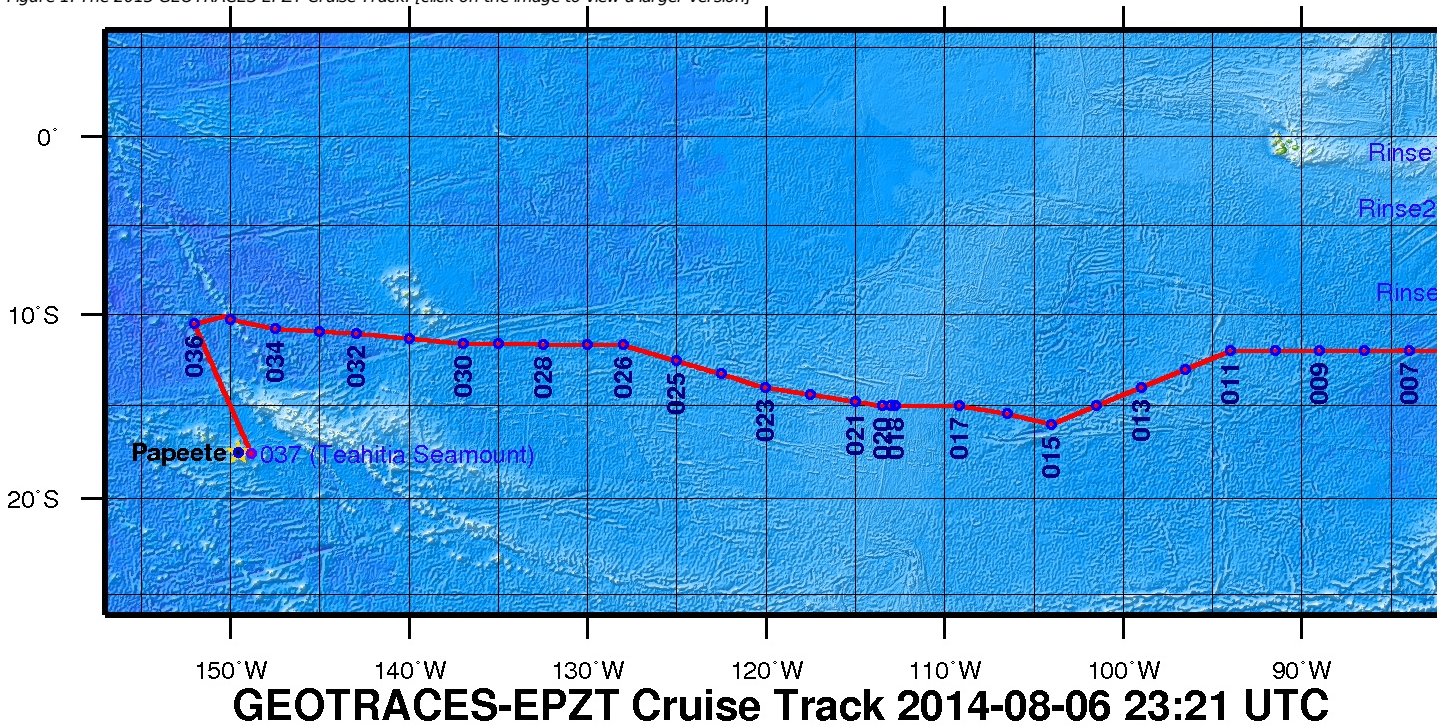 Figure 1. The 2013 GEOTRACES EPZT Cruise Track. [click on the image to view a larger version]
0°
Rinse
Rinse2
Rinse
10°S
036
034
032
030
028
026
025
023
021
020
018
017
015
013
011
009
007
Papeete
037 (Teahitia Seamount)
20°S
150°W 140°W 130°W 120°W 110°W 100°W 90°W
GEOTRACES-EPZT Cruise Track 2014-08-06 23:21 UTC